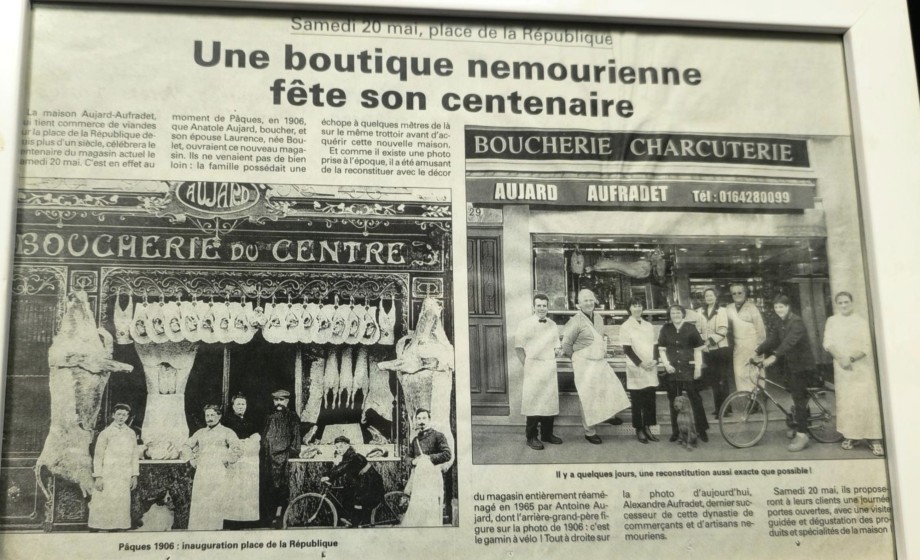 Samedi 20 mai, place de la République
Une boutique nemourienne
fête son centenaire
La maison Aujard-Aufradet,
qui tient commerce de viandes
sur la place de la République de-
uis plus d'un siècle, célébrera le
entenaire du magasin actuel le
amedi 20 mai. C'est en effet au
moment de Pâques, en 1906,
que Anatole Aujard, boucher, et
son épouse Laurence, née Bou-
let, ouvraient ce nouveau maga-
sin. Ils ne venaient pas de bien
loin : la famille possédait une
échope à quelques mètres de là
sur le même trottoir avant d'ac-
quérir cette nouvelle maison.
Et comme il existe une photo
prise à l'époque, il a été amusant
de la reconstituer avec le décor
AUJARD
BOUCHERIE DU CENTRE
Pâques 1906 : inauguration place de la République
BOUCHERIE CHARCUTERIE
AUJARD AUFRADET Tél : 0164280099
29
Il y a quelques jours, une reconstitution aussi exacte que possible !
du magasin entièrement réamé-
nagé en 1965 par Antoine Au-
jard, dont l'arrière-grand-père fi-
gure sur la photo de 1906 : c'est
le gamin à vélo ! Tout à droite sur
la photo d'aujourd'hui,
Alexandre Aufradet, dernier suc-
cesseur de cette dynastie de
commerçants et d'artisans ne-
mouriens.
Samedi 20 mai, ils propose-
ront à leurs clients une journée
portes ouvertes, avec une visite
guidée et dégustation des pro-
duits et spécialités de la maison